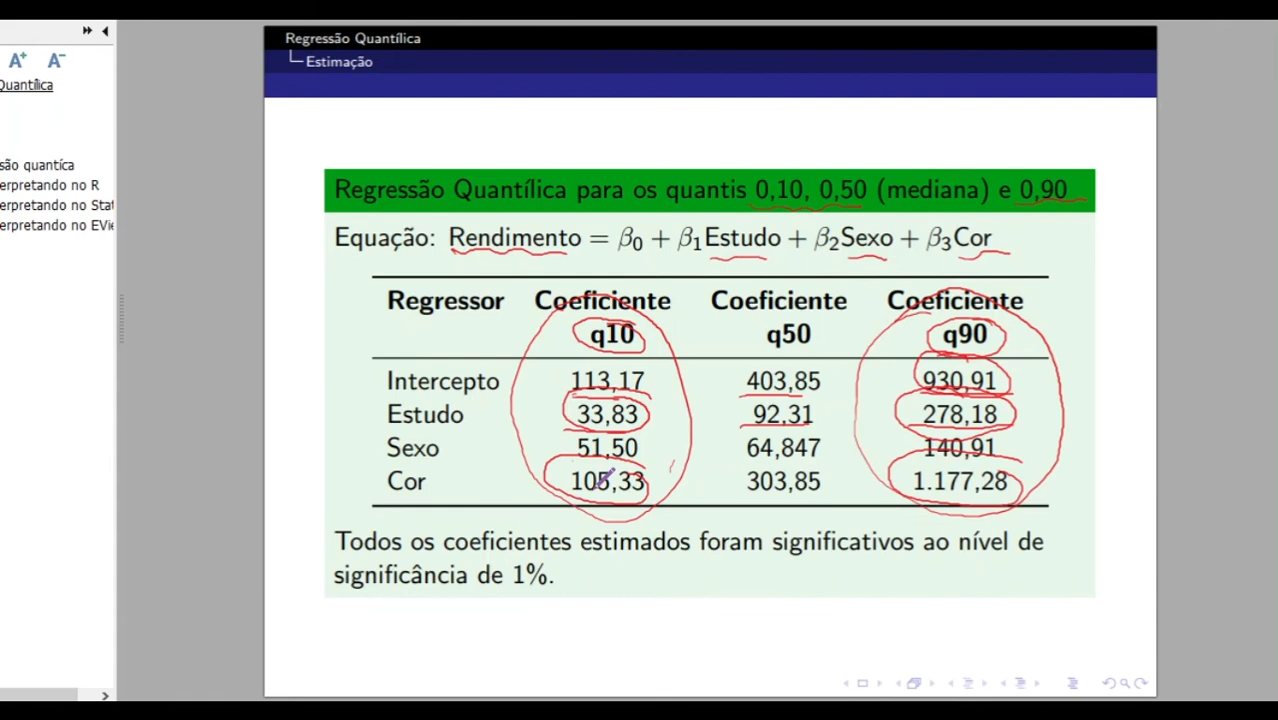 Regressão Quantílica
Estimação
A+ A-
Quantílica
são quantíca
erpretando no R
erpretando no Stat
erpretando no EVie
Regressão Quantílica para os quantis 0,10, 0,50 (mediana) e 0,90
Equação: Rendimento = β0 + β1Estudo + β2Sexo + β3Cor
Regressor Coeficiente Coeficiente Coeficiente
q10 q50 q90
Intercepto 113,17 403,85 930,91
Estudo 33,83 92,31 278,18
Sexo 51,50 64,847 140,91
Cor 105,33 303,85 1.177,28
Todos os coeficientes estimados foram significativos ao nível de
significância de 1%.